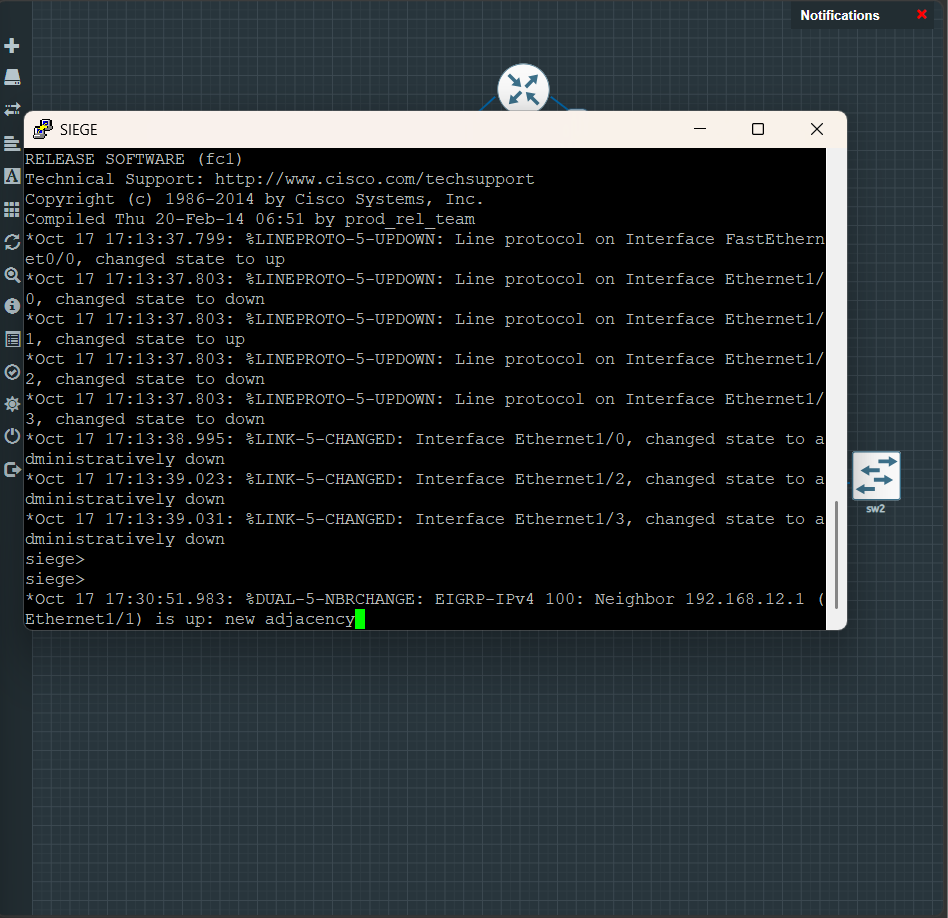 Notifications
SIEGE
RELEASE SOFTWARE (fc1)
Technical Support: http://www.cisco.com/techsupport
Copyright (c) 1986-2014 by Cisco Systems, Inc.
Compiled Thu 20-Feb-14 06:51 by prod_rel_team
*Oct 17 17:13:37.799: %LINEPROTO-5-UPDOWN: Line protocol on Interface FastEthern
et0/0, changed state to up
*Oct 17 17:13:37.803: %LINEPROTO-5-UPDOWN: Line protocol on Interface Ethernet1/
0, changed state to down
*Oct 17 17:13:37.803: %LINEPROTO-5-UPDOWN: Line protocol on Interface Ethernet1/
1, changed state to up
*Oct 17 17:13:37.803: %LINEPROTO-5-UPDOWN: Line protocol on Interface Ethernet1/
2, changed state to down
*Oct 17 17:13:37.803: %LINEPROTO-5-UPDOWN: Line protocol on Interface Ethernet1/
3, changed state to down
*Oct 17 17:13:38.995: %LINK-5-CHANGED: Interface Ethernet1/0, changed state to a
dministratively down
*Oct 17 17:13:39.023: %LINK-5-CHANGED: Interface Ethernet1/2, changed state to a
dministratively down
*Oct 17 17:13:39.031: %LINK-5-CHANGED: Interface Ethernet1/3, changed state to a
dministratively down
siege>
siege>
*Oct 17 17:30:51.983: %DUAL-5-NBRCHANGE: EIGRP-IPv4 100: Neighbor 192.168.12.1 (
Ethernet1/1) is up: new adjacency
sw2